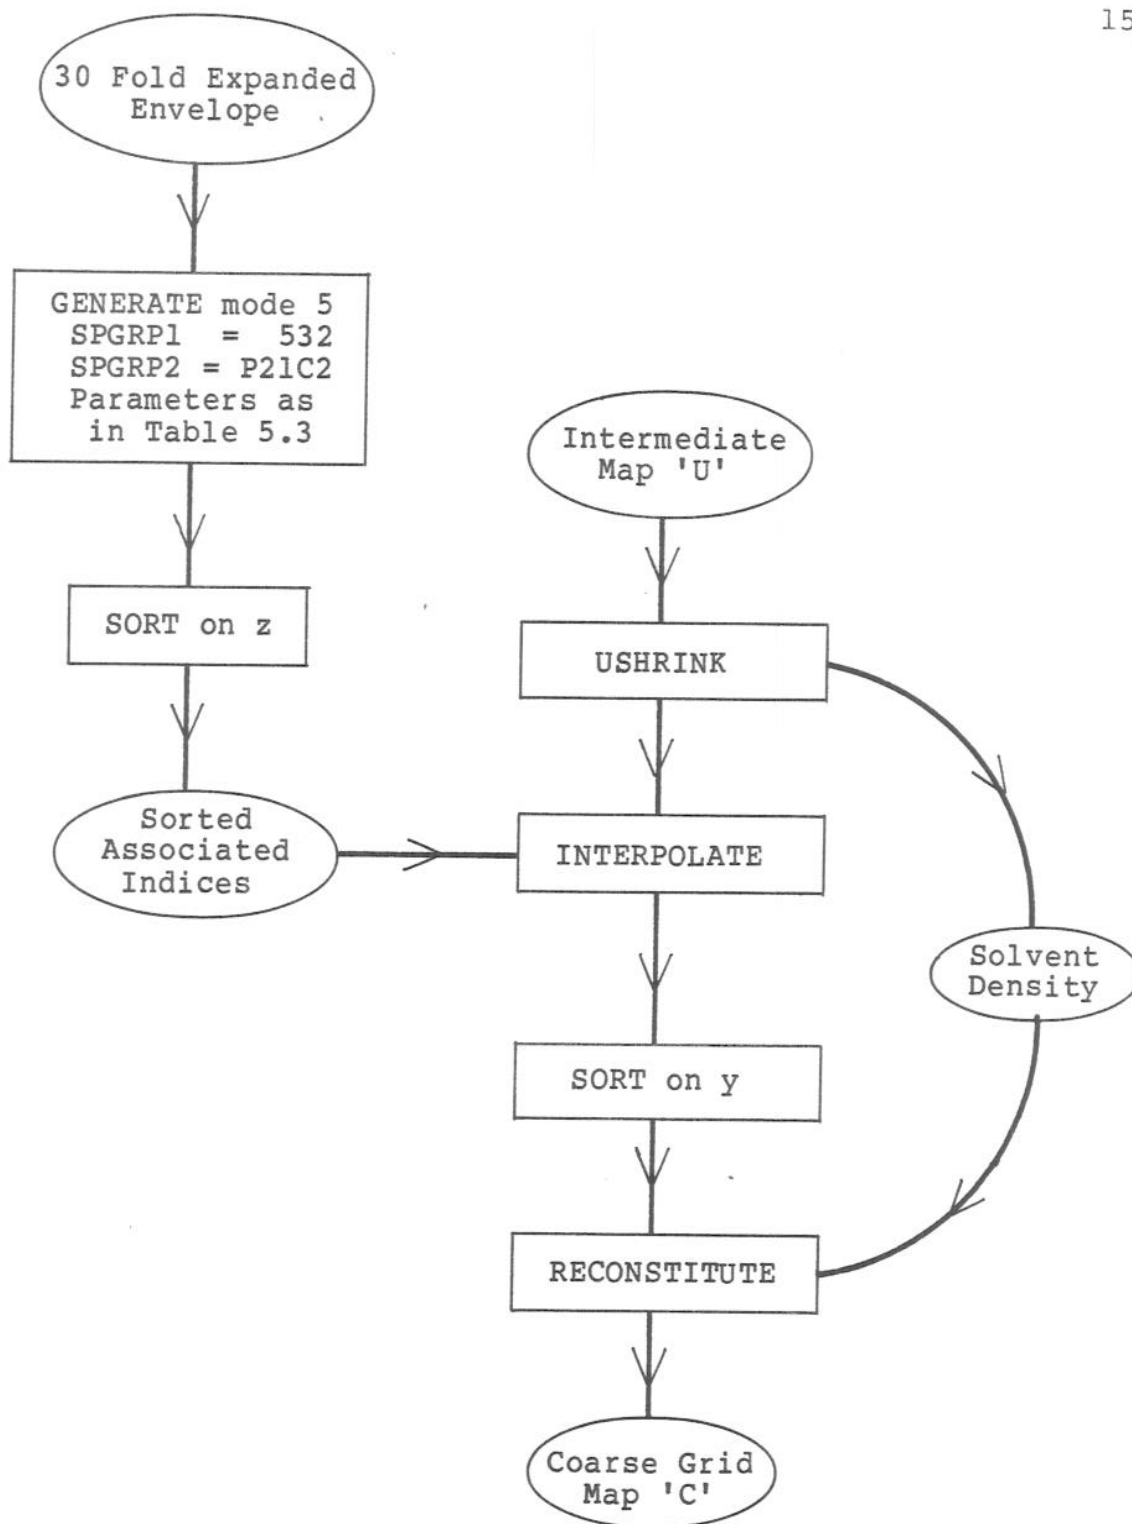 15
30 Fold Expanded
Envelope
GENERATE mode 5
SPGRP1 = 532
SPGRP2 = P21C2
Parameters as
in Table 5.3
SORT on z
Sorted
Associated
Indices
Intermediate
Map 'U'
USHRINK
INTERPOLATE
Solvent
Density
SORT on y
RECONSTITUTE
Coarse Grid
Map 'C'